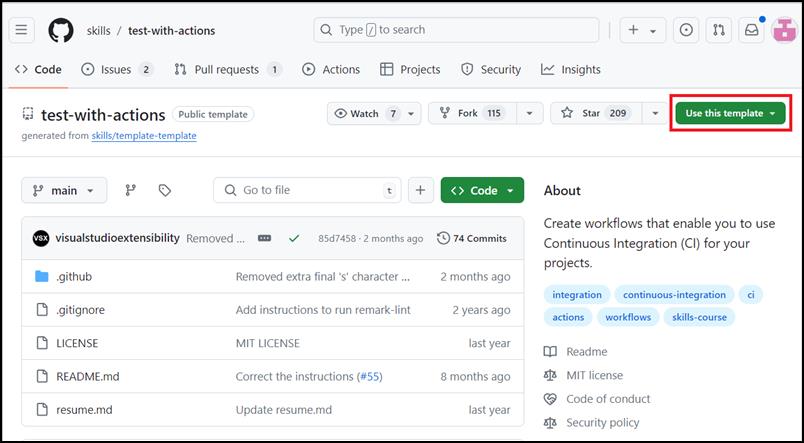 skills / test-with-actions
Type / to search
Code
Issues 2
Pull requests 1
Actions
Projects
Security
Insights
test-with-actions Public template
generated from skills/template-template
Watch 7
Fork 115
Star 209
Use this template
main
Go to file t
+
Code
visualstudioextensibility Removed ... 85d7458 · 2 months ago 74 Commits
.github Removed extra final 's' character ... 2 months ago
.gitignore Add instructions to run remark-lint 2 years ago
LICENSE MIT LICENSE last year
README.md Correct the instructions (#55) 8 months ago
resume.md Update resume.md last year
About
Create workflows that enable you to use
Continuous Integration (CI) for your
projects.
integration continuous-integration ci
actions workflows skills-course
Readme
MIT license
Code of conduct
Security policy